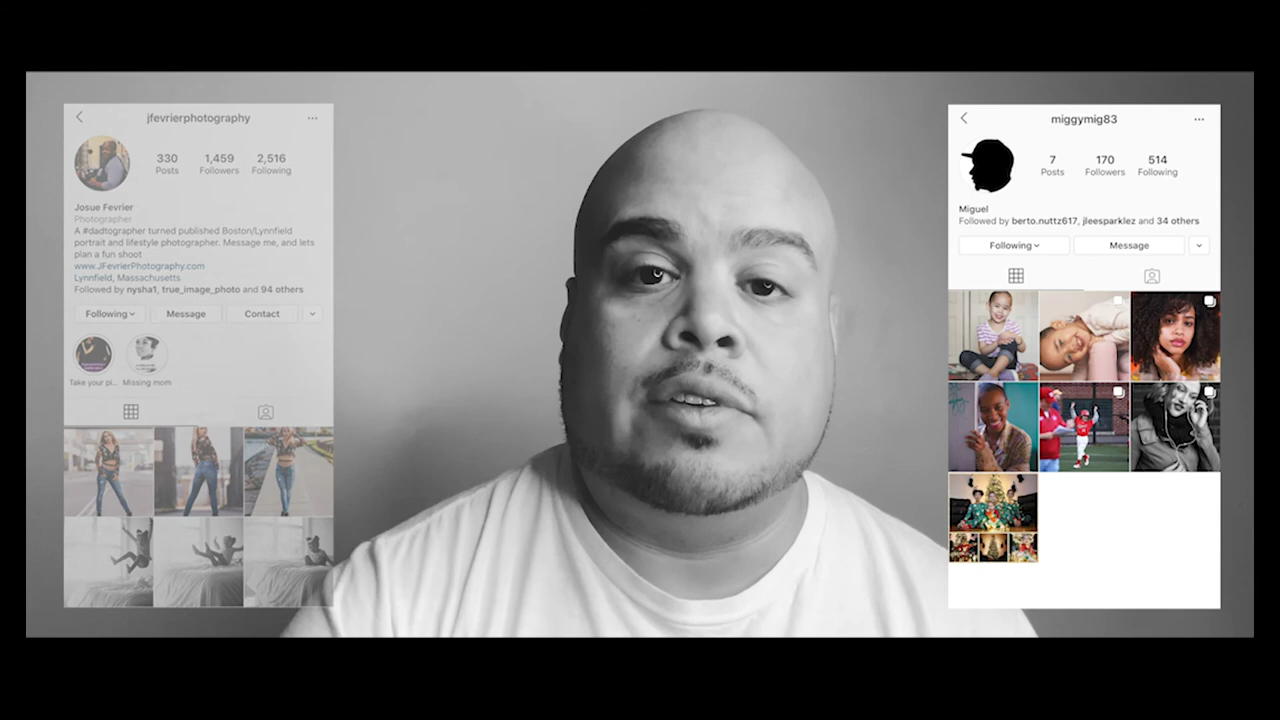 jfevrierphotography
330 1,459 2,516
Posts Followers Following
Josue Fevrier
Photographer
A #dadtographer turned published Boston/Lynnfield
portrait and lifestyle photographer. Message me, and lets
plan a fun shoot
www.JFevrierPhotography.com
Lynnfield, Massachusetts
Followed by nysha1, true_image_photo and 94 others
Following Message Contact
Take your pi... Missing mom
miggymig83
7 170 514
Posts Followers Following
Miguel
Followed by berto.nuttz617, jleesparklez and 34 others
Following Message